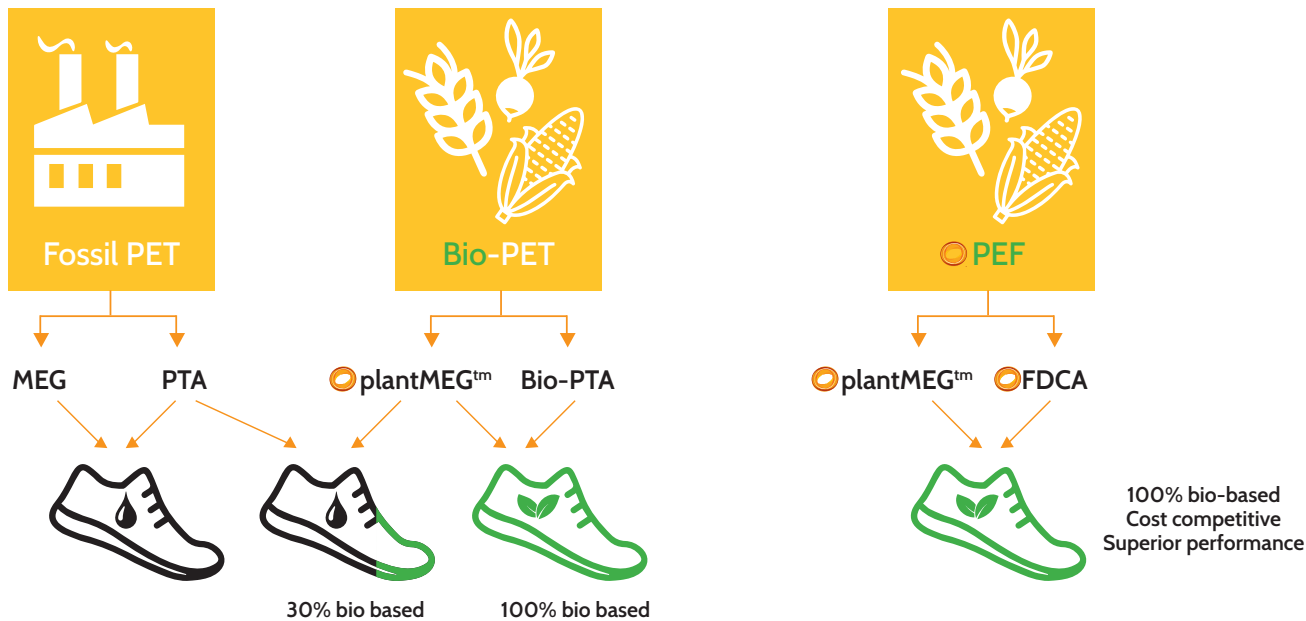 Fossil PET
Bio-PET
PEF
MEG
PTA
plantMEGᵗᵐ
Bio-PTA
plantMEGᵗᵐ
FDCA
100% bio-based
Cost competitive
Superior performance
30% bio based
100% bio based